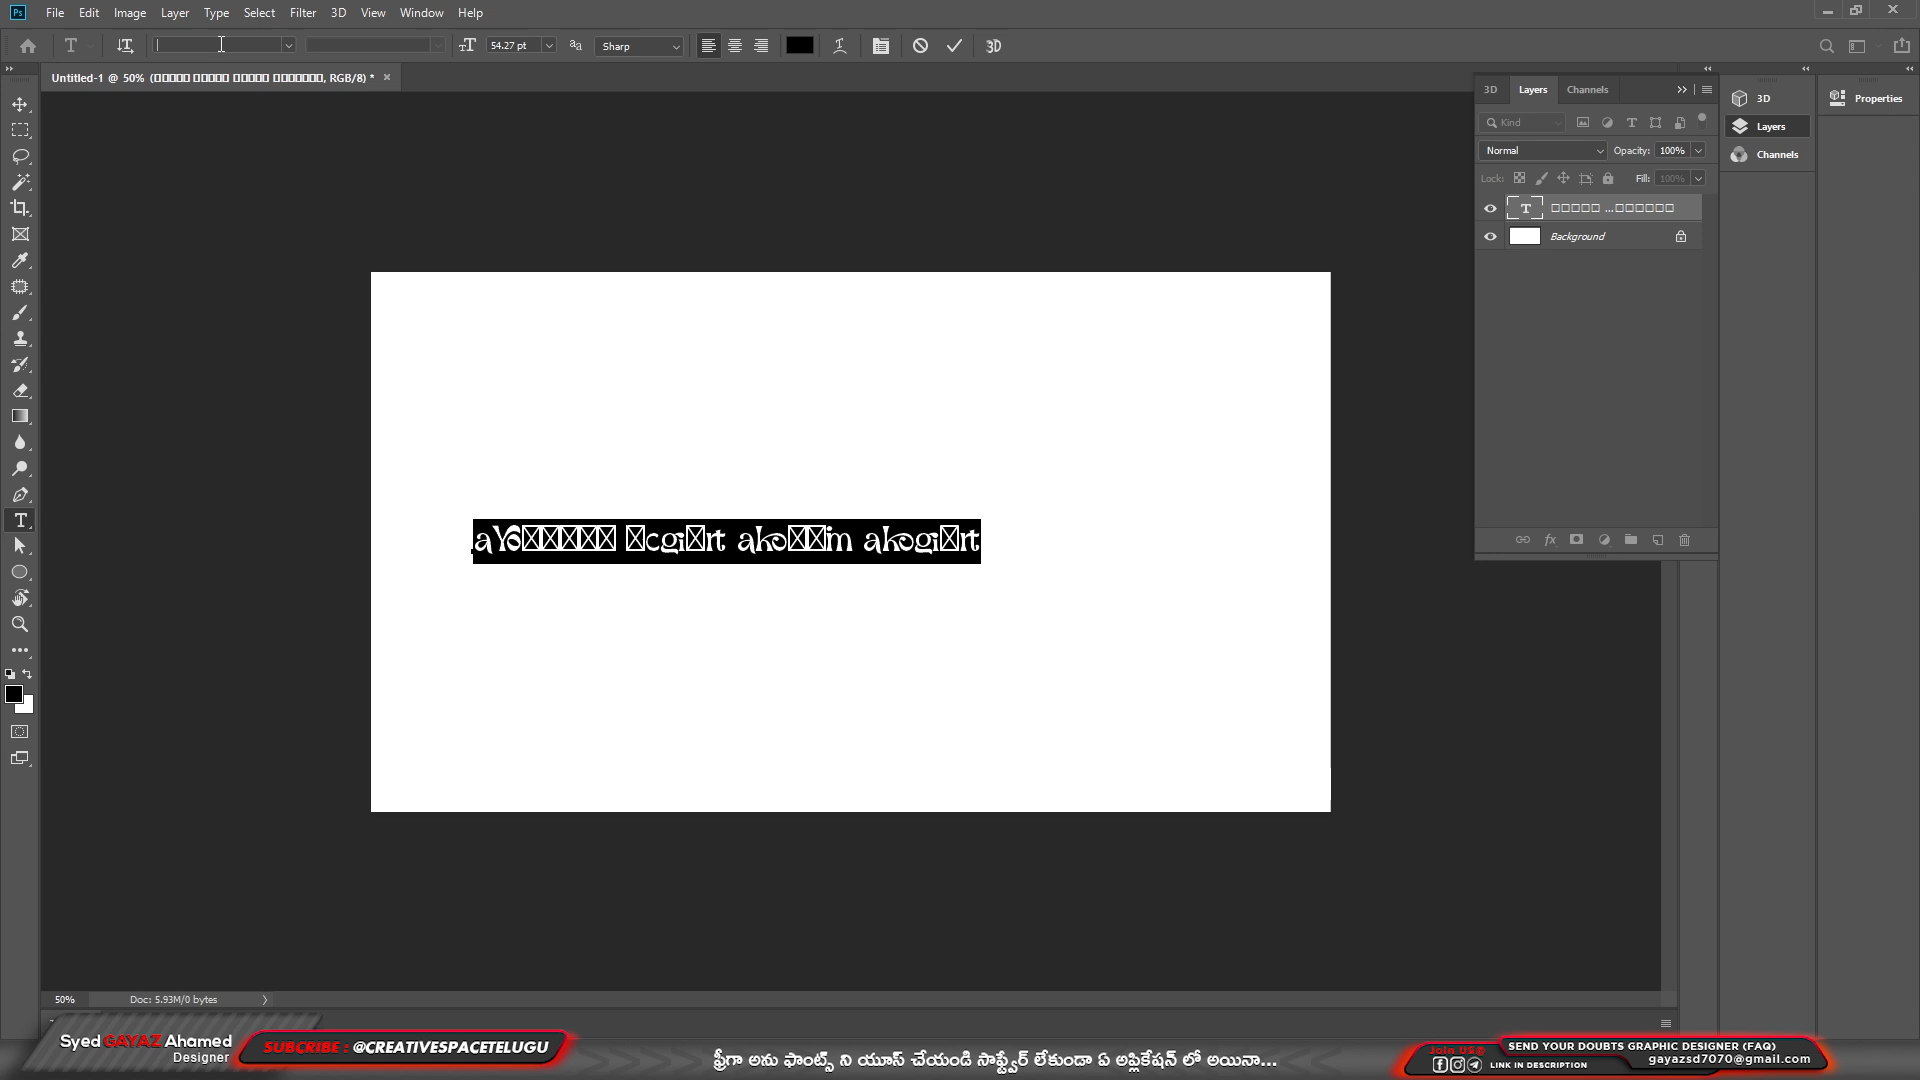 File Edit Image Layer Type Select Filter 3D View Window Help
54.27 pt Sharp 3D
Untitled-1 @ 50% (□□□□□ □□□□□ □□□□□ □□□□□□□, RGB/8) *
3D Layers Channels
Kind
Normal Opacity: 100%
Lock: Fill: 100%
T □□□□□ ...□□□□□□
Background
3D
Layers
Channels
Properties
50% Doc: 5.93M/0 bytes
Syed GAYAZ Ahamed
Designer
SUBCRIBE : @CREATIVESPACETELUGU
ఫ్రీగా అను ఫాంట్స్ ని యూస్ చేయండి సాఫ్ట్వేర్ లేకుండా ఏ అప్లికేషన్ లో అయినా...
Join US@
LINK IN DESCRIPTION
SEND YOUR DOUBTS GRAPHIC DESIGNER (FAQ)
gayazsd7070@gmail.com